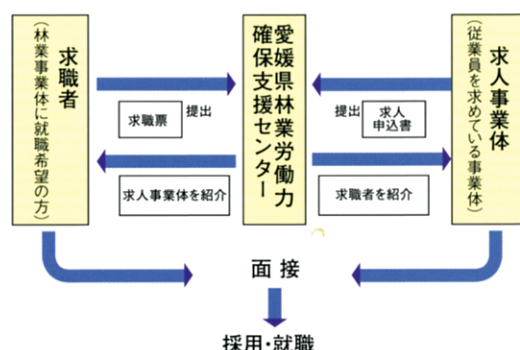 求職者
（林業事業体に就職希望の方）
求職票
提出
求人事業体を紹介
愛媛県林業労働力
確保支援センター
提出
求人
申込書
求職者を紹介
求人事業体
（従業員を求めている事業体）
面接
採用・就職